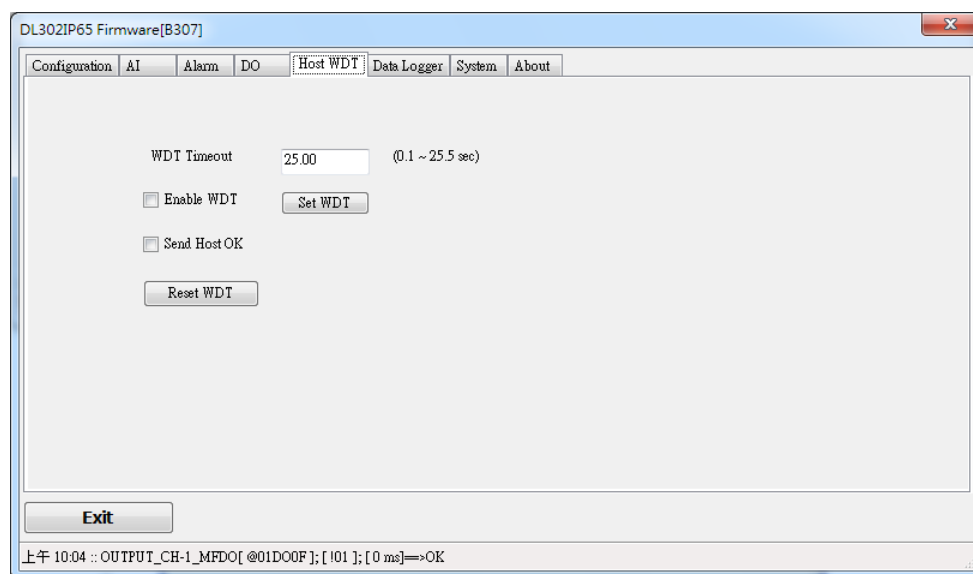 DL302IP65 Firmware[B307]
Configuration AI Alarm DO Host WDT Data Logger System About
WDT Timeout 25.00 (0.1 ~ 25.5 sec)
Enable WDT Set WDT
Send Host OK
Reset WDT
Exit
上午 10:04 :: OUTPUT_CH-1_MFDO[ @01DO0F ]; [ !01 ]; [ 0 ms]==>OK